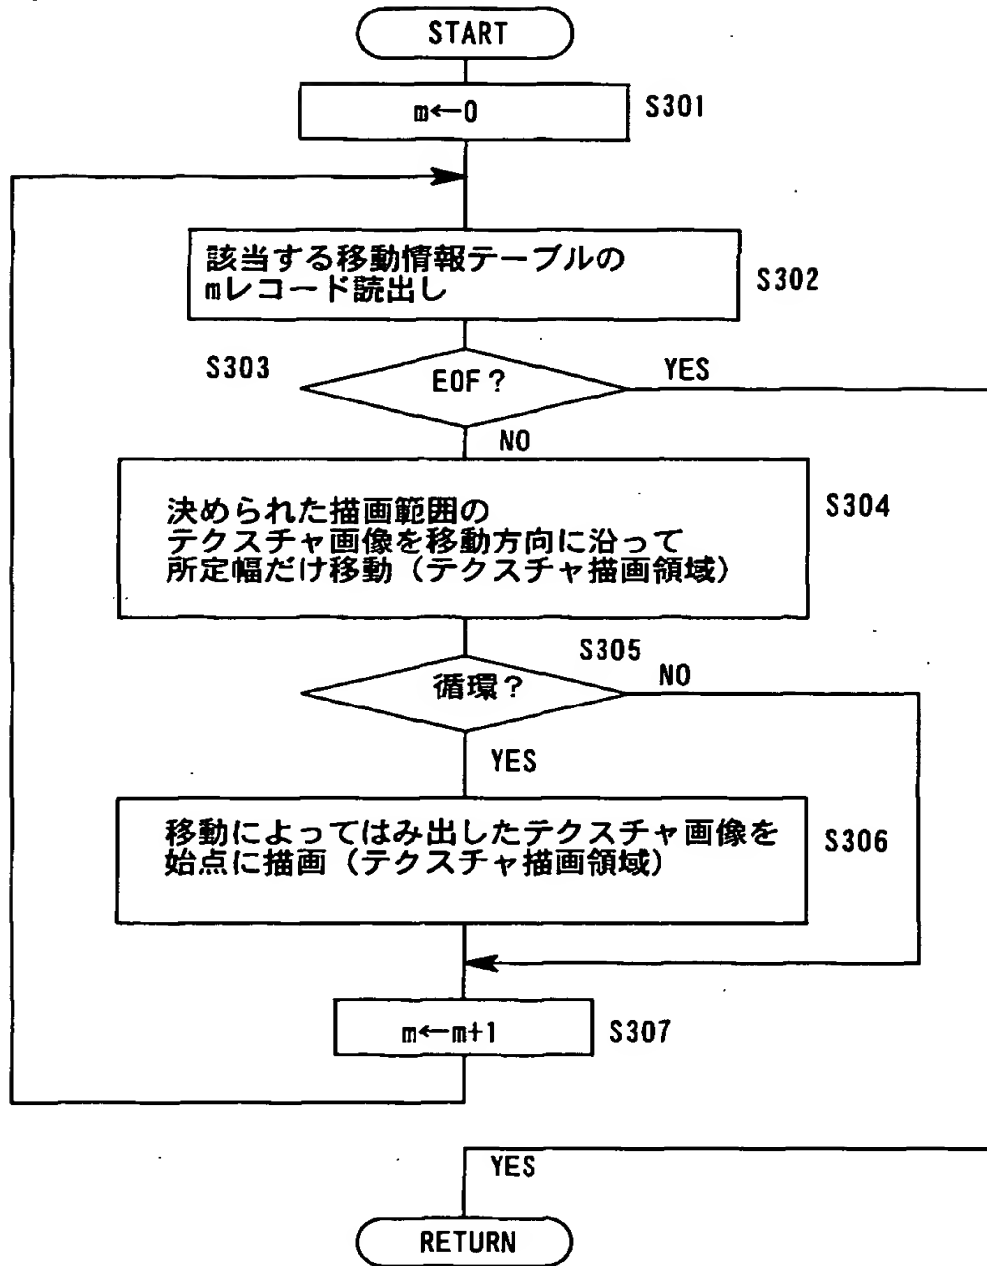 START
m←0
S301
該当する移動情報テーブルの
mレコード読出し
S302
S303
EOF?
YES
NO
決められた描画範囲の
テクスチャ画像を移動方向に沿って
所定幅だけ移動（テクスチャ描画領域）
S304
S305
循環？
NO
YES
移動によってはみ出したテクスチャ画像を
始点に描画（テクスチャ描画領域）
S306
m←m+1
S307
YES
RETURN